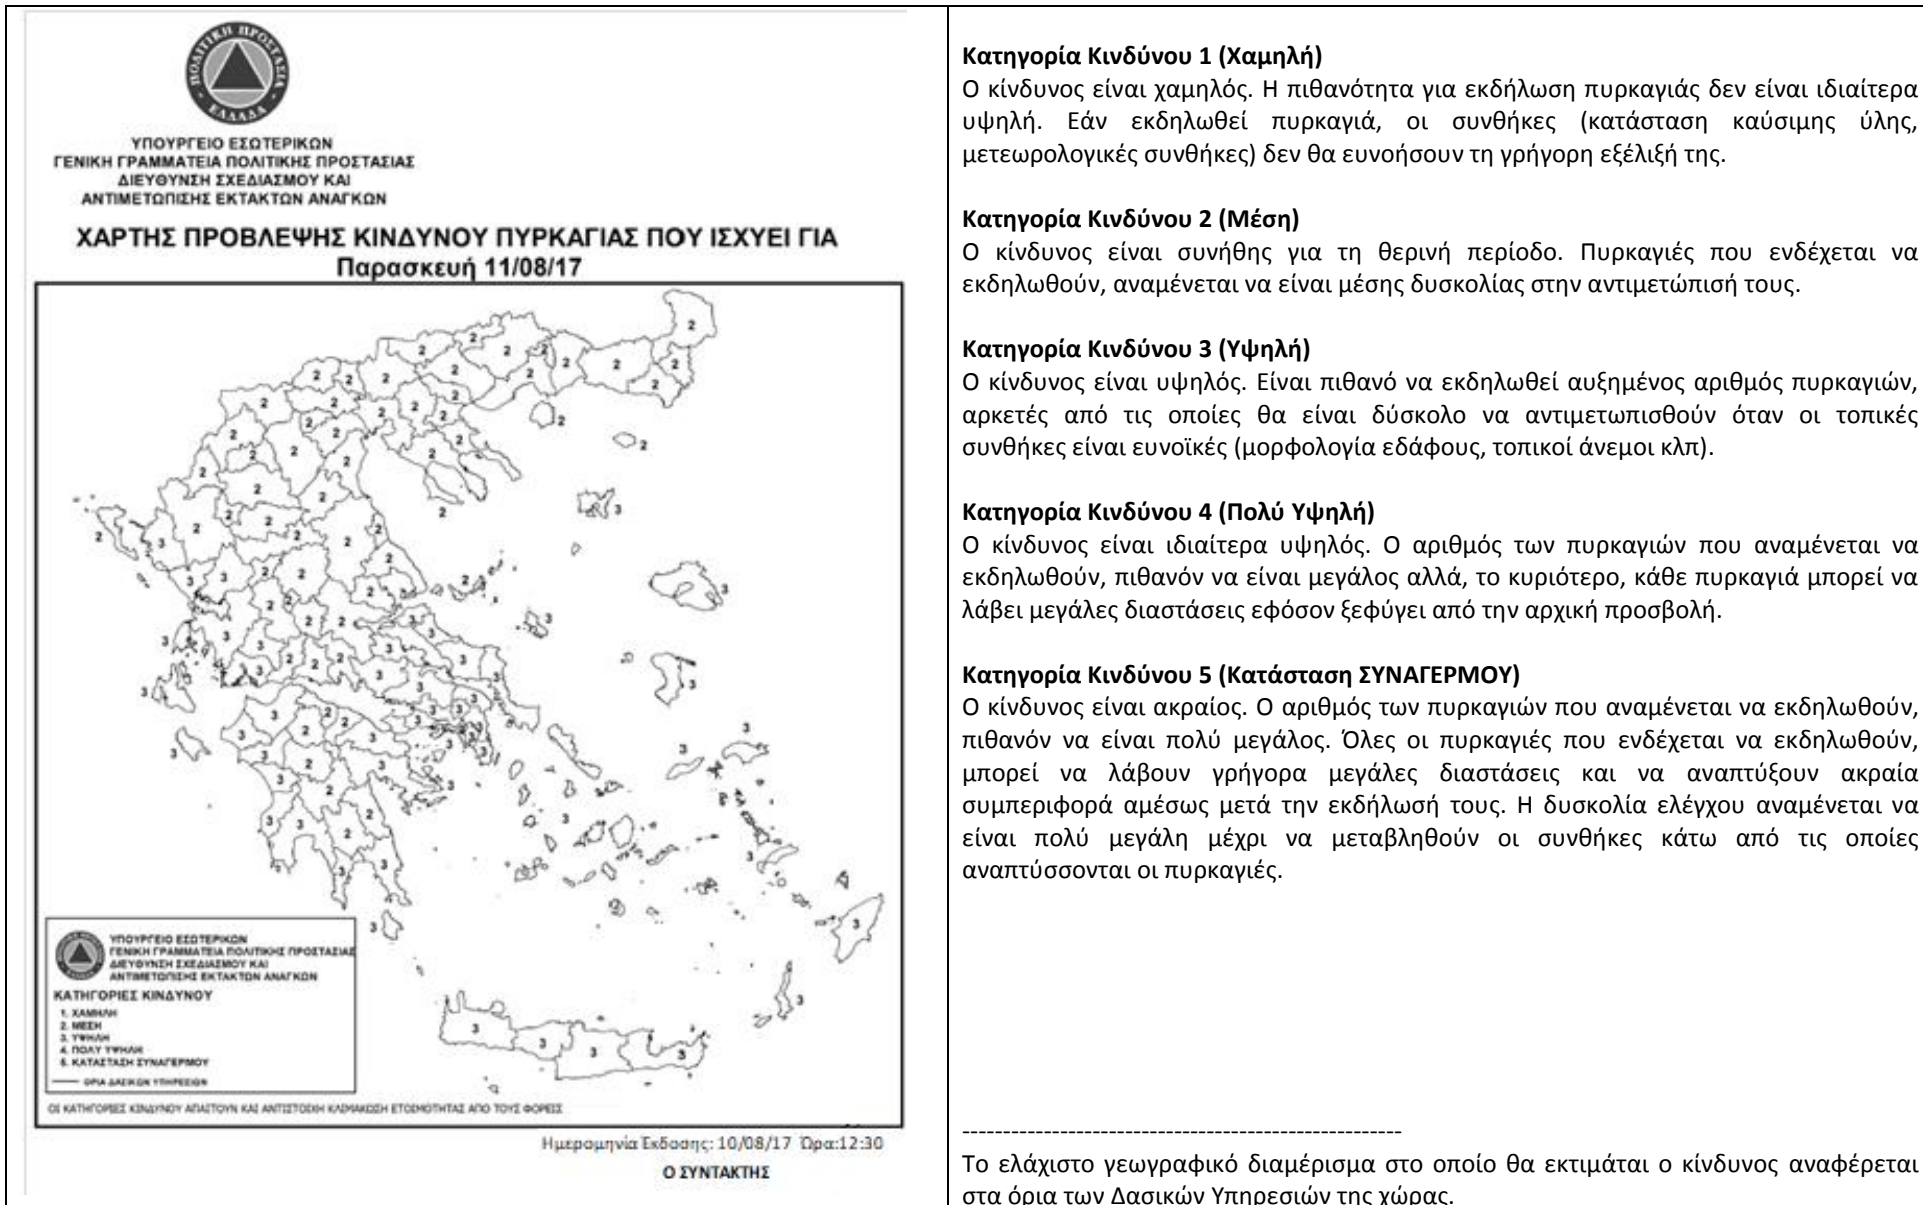 ΠΟΛΙΤΙΚΗ ΠΡΟΣΤΑΣΙΑ
ΕΛΛΑΔΑ
ΥΠΟΥΡΓΕΙΟ ΕΣΩΤΕΡΙΚΩΝ
ΓΕΝΙΚΗ ΓΡΑΜΜΑΤΕΙΑ ΠΟΛΙΤΙΚΗΣ ΠΡΟΣΤΑΣΙΑΣ
ΔΙΕΥΘΥΝΣΗ ΣΧΕΔΙΑΣΜΟΥ ΚΑΙ
ΑΝΤΙΜΕΤΩΠΙΣΗΣ ΕΚΤΑΚΤΩΝ ΑΝΑΓΚΩΝ
ΧΑΡΤΗΣ ΠΡΟΒΛΕΨΗΣ ΚΙΝΔΥΝΟΥ ΠΥΡΚΑΓΙΑΣ ΠΟΥ ΙΣΧΥΕΙ ΓΙΑ
Παρασκευή 11/08/17
ΥΠΟΥΡΓΕΙΟ ΕΣΩΤΕΡΙΚΩΝ
ΓΕΝΙΚΗ ΓΡΑΜΜΑΤΕΙΑ ΠΟΛΙΤΙΚΗΣ ΠΡΟΣΤΑΣΙΑΣ
ΔΙΕΥΘΥΝΣΗ ΣΧΕΔΙΑΣΜΟΥ ΚΑΙ
ΑΝΤΙΜΕΤΩΠΙΣΗΣ ΕΚΤΑΚΤΩΝ ΑΝΑΓΚΩΝ
ΚΑΤΗΓΟΡΙΕΣ ΚΙΝΔΥΝΟΥ
1. ΧΑΜΗΛΗ
2. ΜΕΣΗ
3. ΥΨΗΛΗ
4. ΠΟΛΥ ΥΨΗΛΗ
5. ΚΑΤΑΣΤΑΣΗ ΣΥΝΑΓΕΡΜΟΥ
ΟΡΙΑ ΔΑΣΙΚΩΝ ΥΠΗΡΕΣΙΩΝ
ΟΙ ΚΑΤΗΓΟΡΙΕΣ ΚΙΝΔΥΝΟΥ ΑΠΑΙΤΟΥΝ ΚΑΙ ΑΝΤΙΣΤΟΙΧΗ ΚΛΙΜΑΚΩΣΗ ΕΤΟΙΜΟΤΗΤΑΣ ΑΠΟ ΤΟΥΣ ΦΟΡΕΙΣ
Ημερομηνία Έκδοσης: 10/08/17 Ώρα:12:30
Ο ΣΥΝΤΑΚΤΗΣ
Κατηγορία Κινδύνου 1 (Χαμηλή)
Ο κίνδυνος είναι χαμηλός. Η πιθανότητα για εκδήλωση πυρκαγιάς δεν είναι ιδιαίτερα
υψηλή. Εάν εκδηλωθεί πυρκαγιά, οι συνθήκες (κατάσταση καύσιμης ύλης,
μετεωρολογικές συνθήκες) δεν θα ευνοήσουν τη γρήγορη εξέλιξή της.
Κατηγορία Κινδύνου 2 (Μέση)
Ο κίνδυνος είναι συνήθης για τη θερινή περίοδο. Πυρκαγιές που ενδέχεται να
εκδηλωθούν, αναμένεται να είναι μέσης δυσκολίας στην αντιμετώπισή τους.
Κατηγορία Κινδύνου 3 (Υψηλή)
Ο κίνδυνος είναι υψηλός. Είναι πιθανό να εκδηλωθεί αυξημένος αριθμός πυρκαγιών,
αρκετές από τις οποίες θα είναι δύσκολο να αντιμετωπισθούν όταν οι τοπικές
συνθήκες είναι ευνοϊκές (μορφολογία εδάφους, τοπικοί άνεμοι κλπ).
Κατηγορία Κινδύνου 4 (Πολύ Υψηλή)
Ο κίνδυνος είναι ιδιαίτερα υψηλός. Ο αριθμός των πυρκαγιών που αναμένεται να
εκδηλωθούν, πιθανόν να είναι μεγάλος αλλά, το κυριότερο, κάθε πυρκαγιά μπορεί να
λάβει μεγάλες διαστάσεις εφόσον ξεφύγει από την αρχική προσβολή.
Κατηγορία Κινδύνου 5 (Κατάσταση ΣΥΝΑΓΕΡΜΟΥ)
Ο κίνδυνος είναι ακραίος. Ο αριθμός των πυρκαγιών που αναμένεται να εκδηλωθούν,
πιθανόν να είναι πολύ μεγάλος. Όλες οι πυρκαγιές που ενδέχεται να εκδηλωθούν,
μπορεί να λάβουν γρήγορα μεγάλες διαστάσεις και να αναπτύξουν ακραία
συμπεριφορά αμέσως μετά την εκδήλωσή τους. Η δυσκολία ελέγχου αναμένεται να
είναι πολύ μεγάλη μέχρι να μεταβληθούν οι συνθήκες κάτω από τις οποίες
αναπτύσσονται οι πυρκαγιές.
------------------------------------------------------
Το ελάχιστο γεωγραφικό διαμέρισμα στο οποίο θα εκτιμάται ο κίνδυνος αναφέρεται
στα όρια των Δασικών Υπηρεσιών της χώρας.